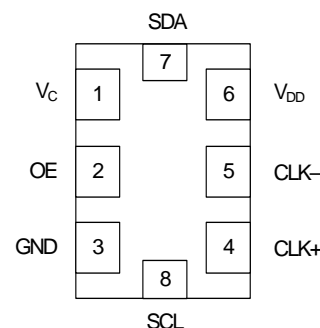 SDA
7
V_C 1 6 V_DD
OE 2 5 CLK–
GND 3 4 CLK+
8
SCL